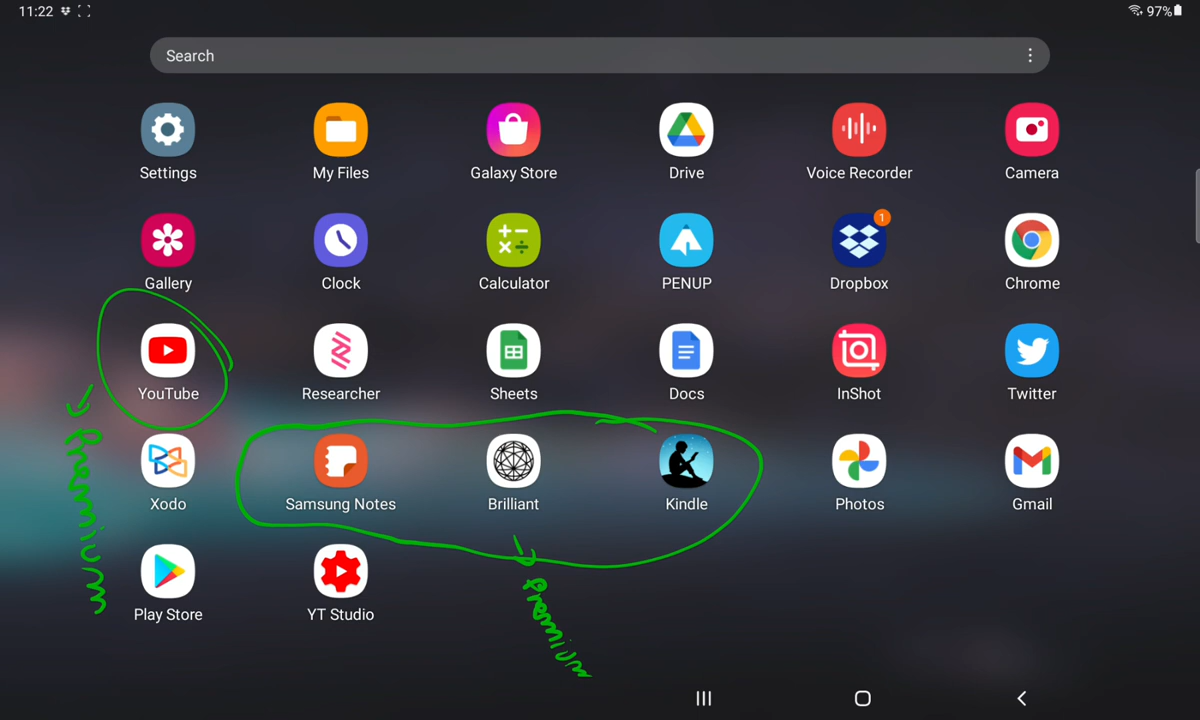 11:22 97%
Search
Settings My Files Galaxy Store Drive Voice Recorder Camera
1
Gallery Clock Calculator PENUP Dropbox Chrome
YouTube Researcher Sheets Docs InShot Twitter
Xodo Samsung Notes Brilliant Kindle Photos Gmail
Premium
Play Store YT Studio
Premium